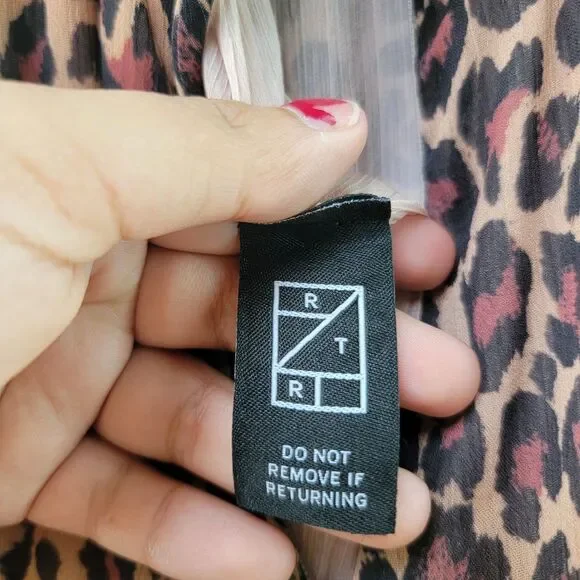 R
T
R
DO NOT
REMOVE IF
RETURNING